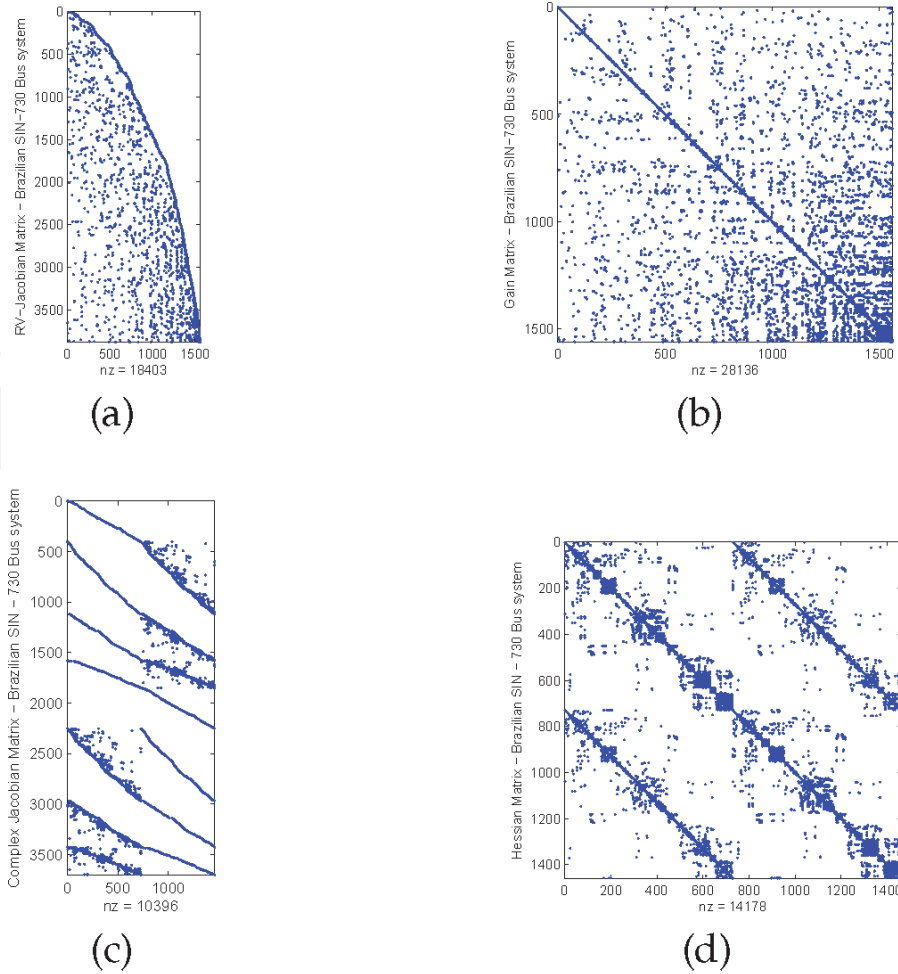 RV-Jacobian Matrix - Brazilian SIN-730 Bus system
0
500
1000
1500
2000
2500
3000
3500
0 500 1000 1500
nz = 18403
(a)
Gain Matrix - Brazilian SIN-730 Bus system
0
500
1000
1500
0 500 1000 1500
nz = 28136
(b)
Complex Jacobian Matrix - Brazilian SIN - 730 Bus system
0
500
1000
1500
2000
2500
3000
3500
0 500 1000
nz = 10396
(c)
Hessian Matrix - Brazilian SIN - 730 Bus system
0
200
400
600
800
1000
1200
1400
0 200 400 600 800 1000 1200 1400
nz = 14178
(d)